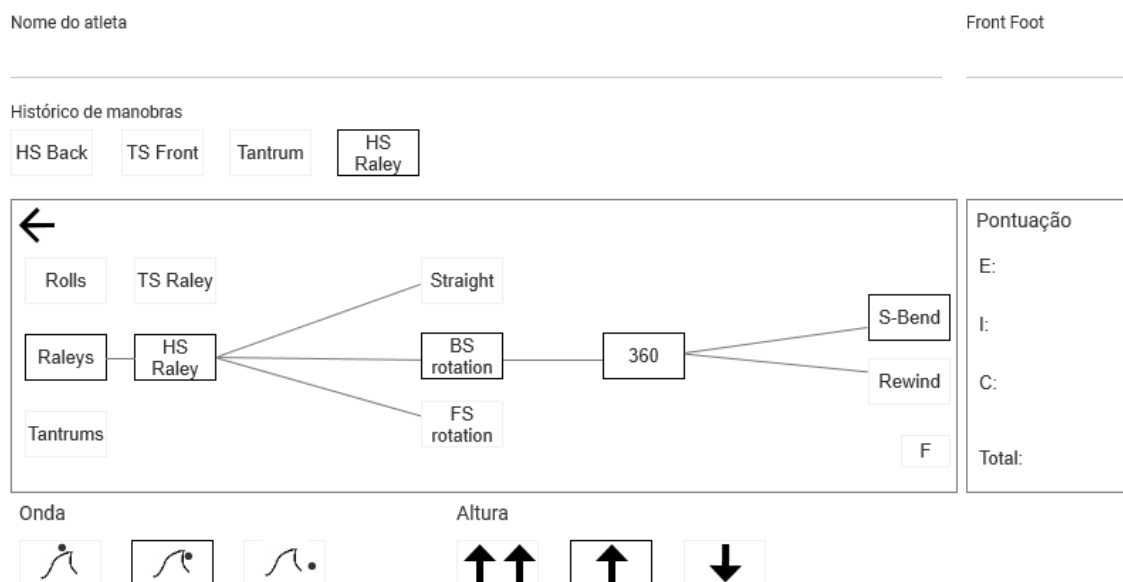 Nome do atleta
Front Foot
Histórico de manobras
HS Back
TS Front
Tantrum
HS
Raley
Pontuação
Rolls
TS Raley
Straight
E:
S-Bend
I:
Raleys
HS
Raley
BS
rotation
360
Rewind
C:
Tantrums
FS
rotation
F
Total:
Onda
Altura